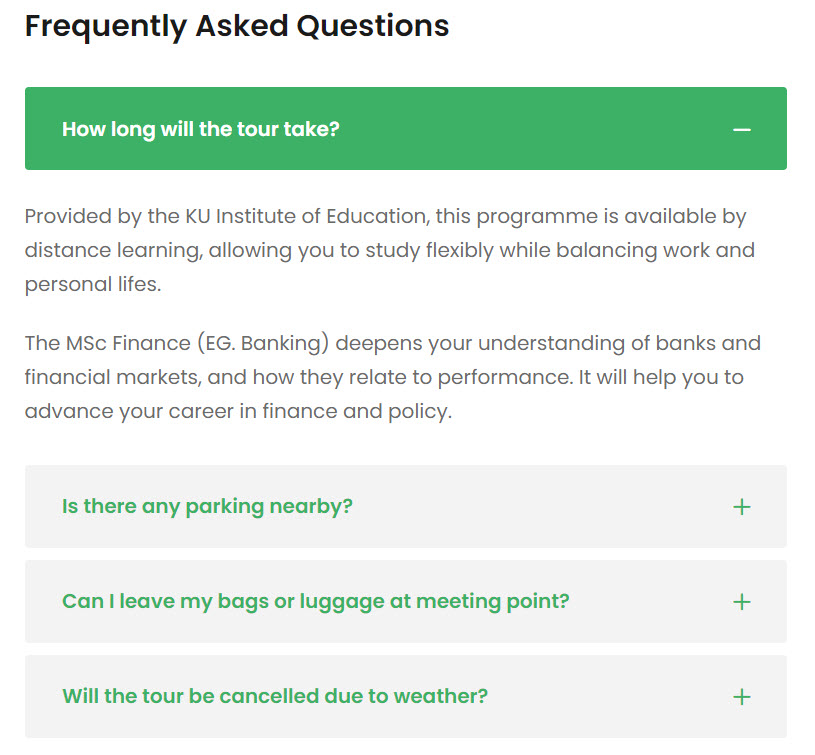 Frequently Asked Questions
How long will the tour take?
Provided by the KU Institute of Education, this programme is available by
distance learning, allowing you to study flexibly while balancing work and
personal lifes.
The MSc Finance (EG. Banking) deepens your understanding of banks and
financial markets, and how they relate to performance. It will help you to
advance your career in finance and policy.
Is there any parking nearby?
Can I leave my bags or luggage at meeting point?
Will the tour be cancelled due to weather?